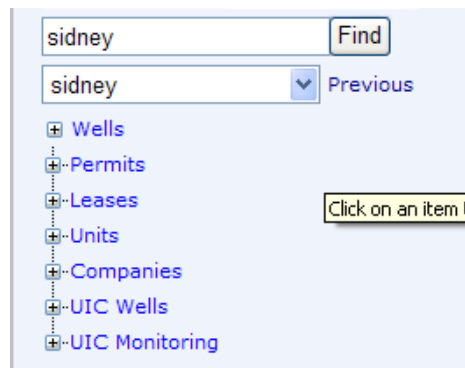 sidney Find
sidney Previous
Wells
Permits
Leases
Click on an item
Units
Companies
UIC Wells
UIC Monitoring